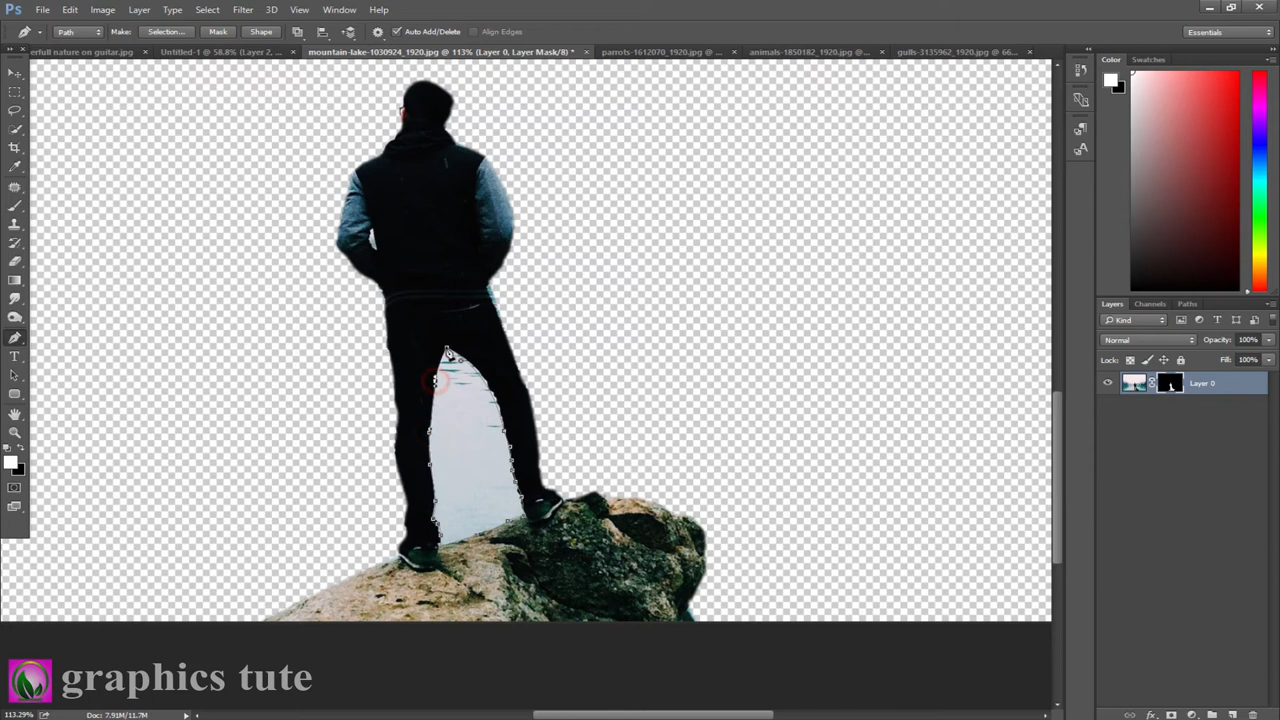 Ps File Edit Image Layer Type Select Filter 3D View Window Help
Path Make: Selection... Mask Shape Auto Add/Delete Align Edges Essentials
erfull nature on guitar.jpg × Untitled-1 @ 58.8% (Layer 2, ... × mountain-lake-1030924_1920.jpg @ 113% (Layer 0, Layer Mask/8) * × parrots-1612070_1920.jpg @ ... × animals-1850182_1920.jpg @... × gulls-3135962_1920.jpg @ 66... ×
Color Swatches
Layers Channels Paths
Kind
Normal Opacity: 100%
Lock: Fill: 100%
Layer 0
graphics tute
113.29% Doc: 7.91M/11.7M